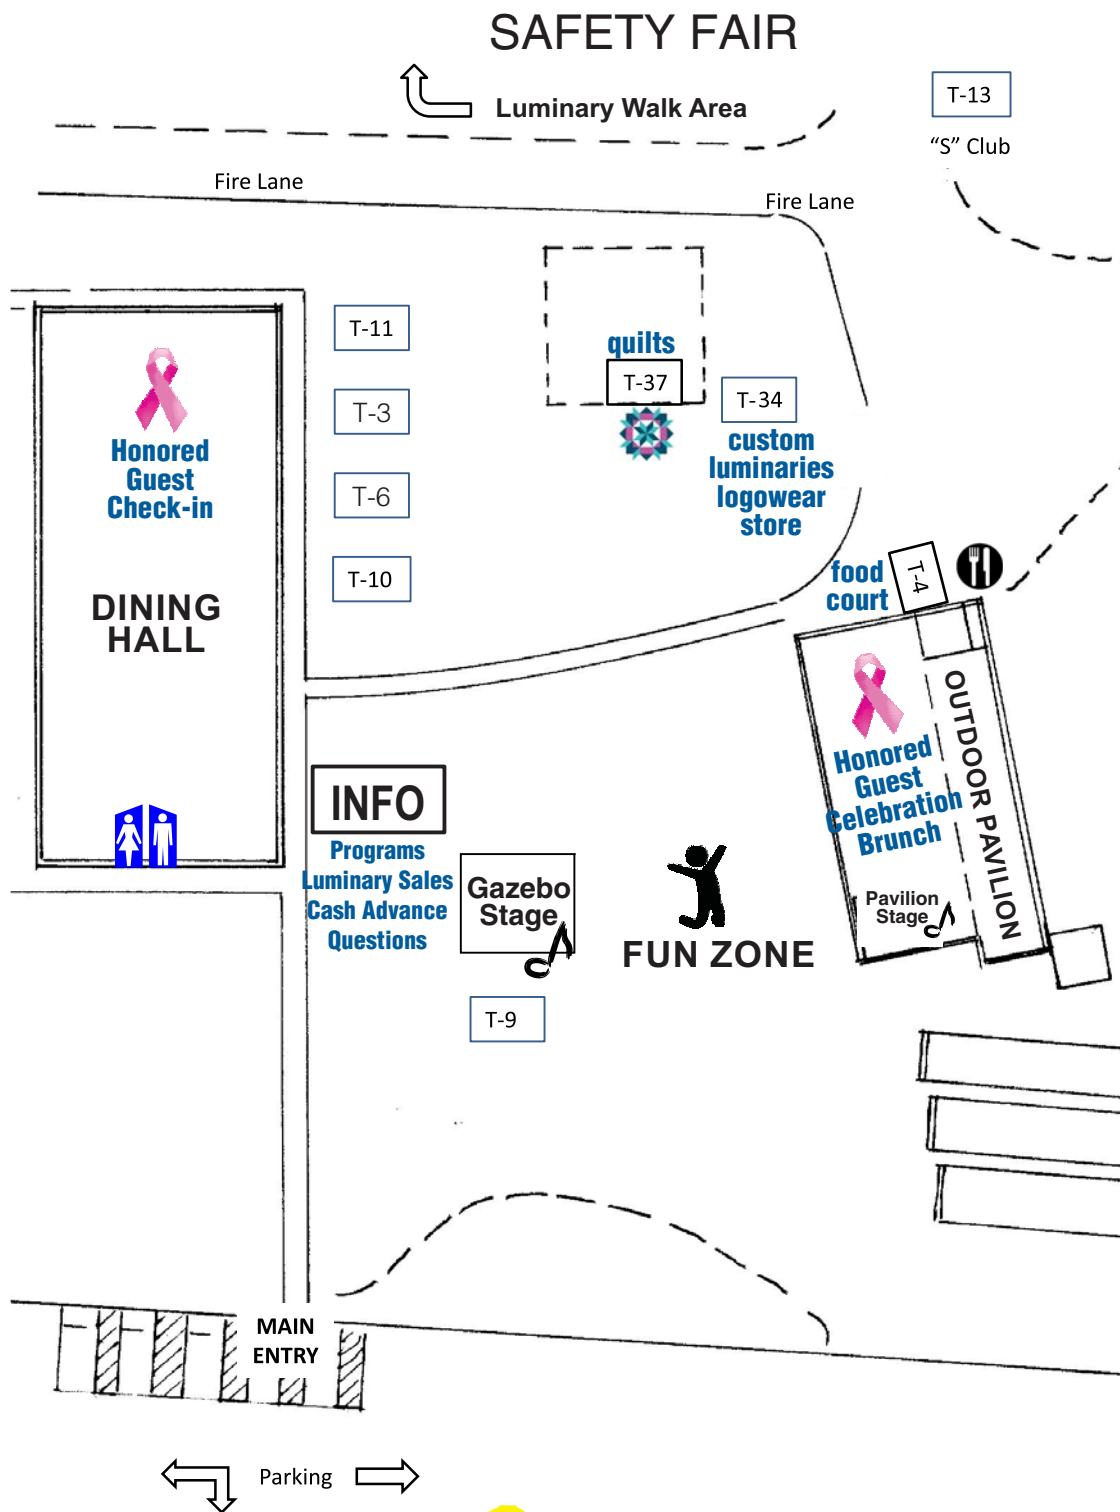 SAFETY FAIR
Luminary Walk Area
T-13
“S” Club
Fire Lane
Fire Lane
T-11
quilts
T-37
T-34
T-3
custom
luminaries
logowear
store
Honored
Guest
Check-in
T-6
T-10
food
court
T-4
DINING
HALL
OUTDOOR PAVILION
Honored
Guest
Celebration
Brunch
INFO
Programs
Luminary Sales
Cash Advance
Questions
Gazebo
Stage
Pavilion
Stage
FUN ZONE
T-9
MAIN
ENTRY
Parking